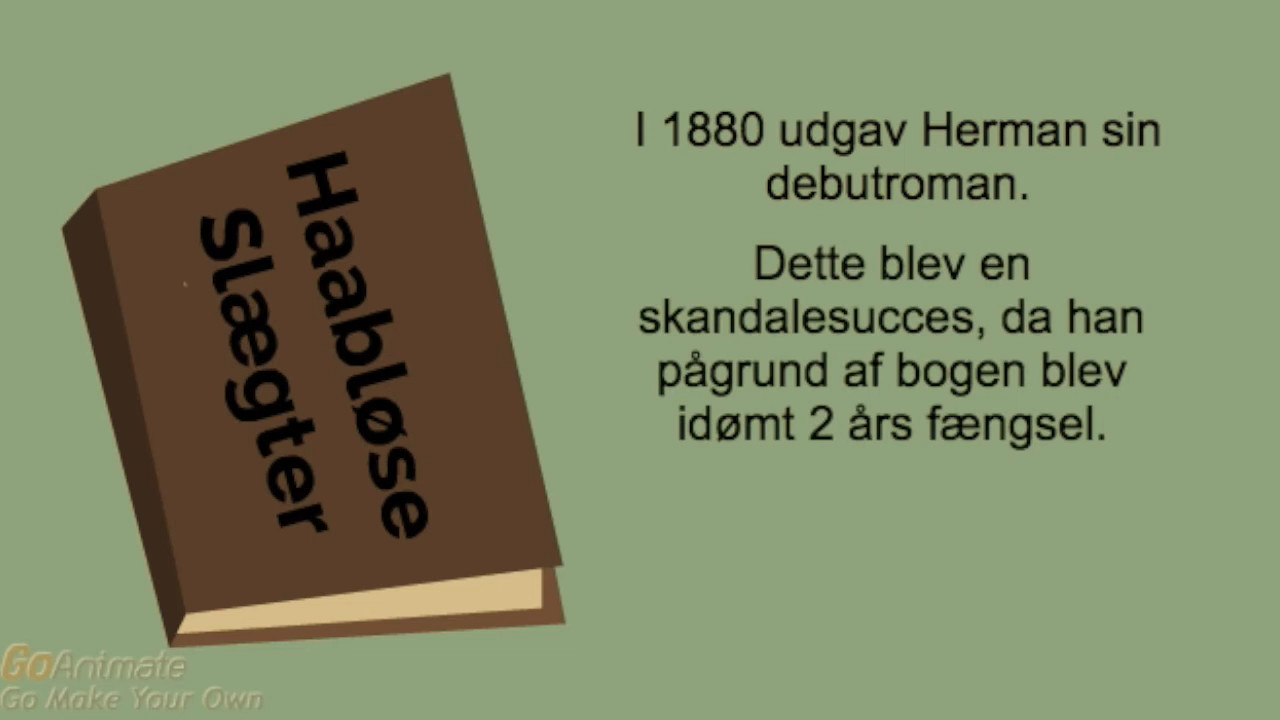 Haabløse
Slægter
I 1880 udgav Herman sin
debutroman.
Dette blev en
skandalesucces, da han
pågrund af bogen blev
idømt 2 års fængsel.
GoAnimate
Go Make Your Own